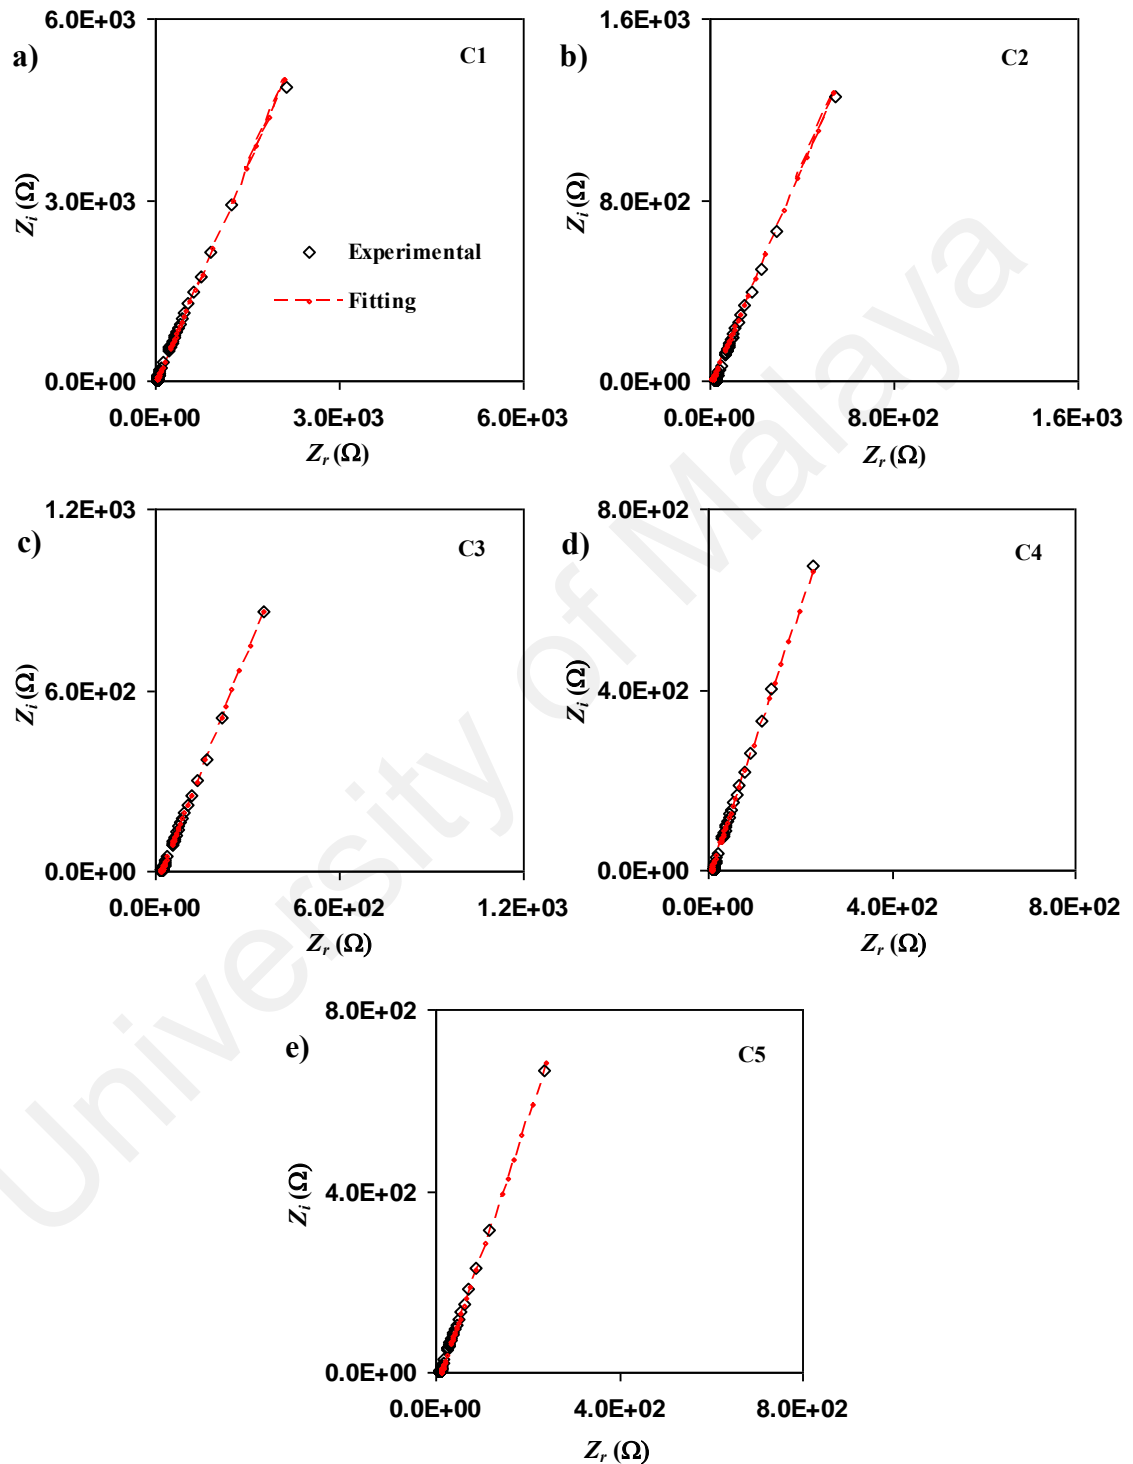 a)
6.0E+03
3.0E+03
0.0E+00
Zi (Ω)
C1
Experimental
Fitting
0.0E+00 3.0E+03 6.0E+03
Zr (Ω)
b)
1.6E+03
8.0E+02
0.0E+00
Zi (Ω)
C2
0.0E+00 8.0E+02 1.6E+03
Zr (Ω)
c)
1.2E+03
6.0E+02
0.0E+00
Zi (Ω)
C3
0.0E+00 6.0E+02 1.2E+03
Zr (Ω)
d)
8.0E+02
4.0E+02
0.0E+00
Zi (Ω)
C4
0.0E+00 4.0E+02 8.0E+02
Zr (Ω)
e)
8.0E+02
4.0E+02
0.0E+00
Zi (Ω)
C5
0.0E+00 4.0E+02 8.0E+02
Zr (Ω)
University of Malaya